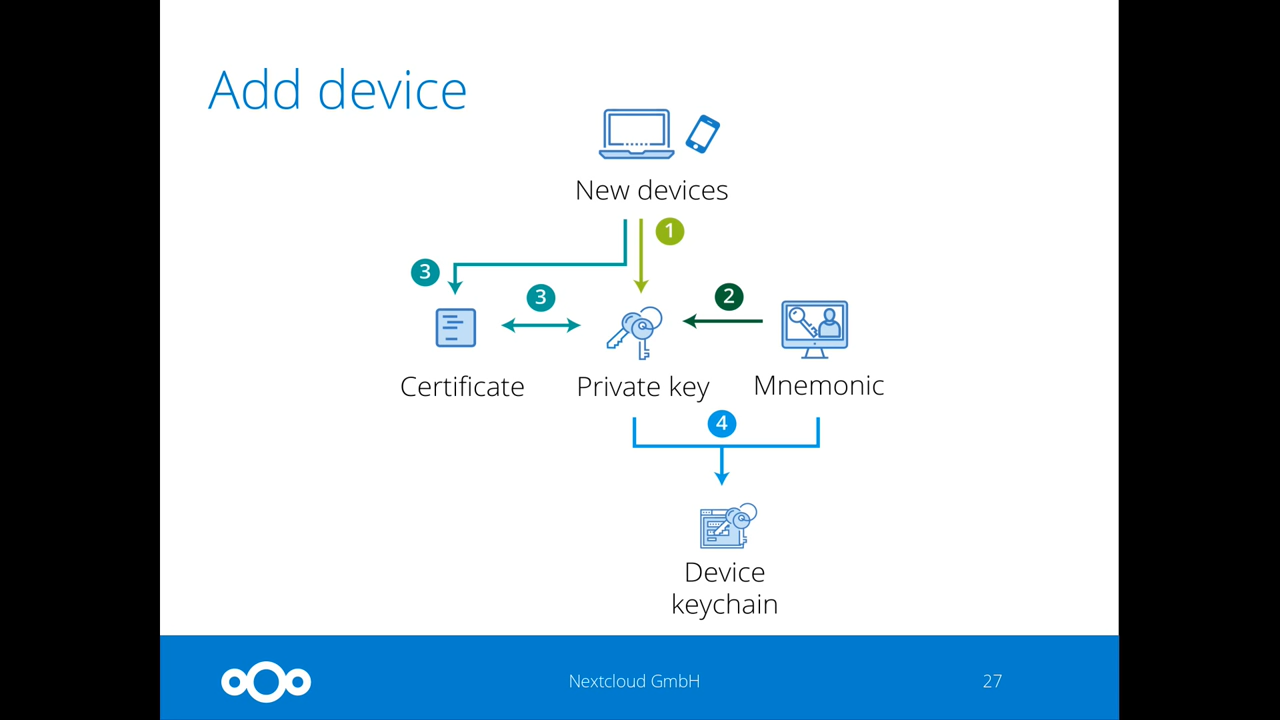 Add device
New devices
1
3
3
2
Certificate
Private key
Mnemonic
4
Device
keychain
Nextcloud GmbH
27